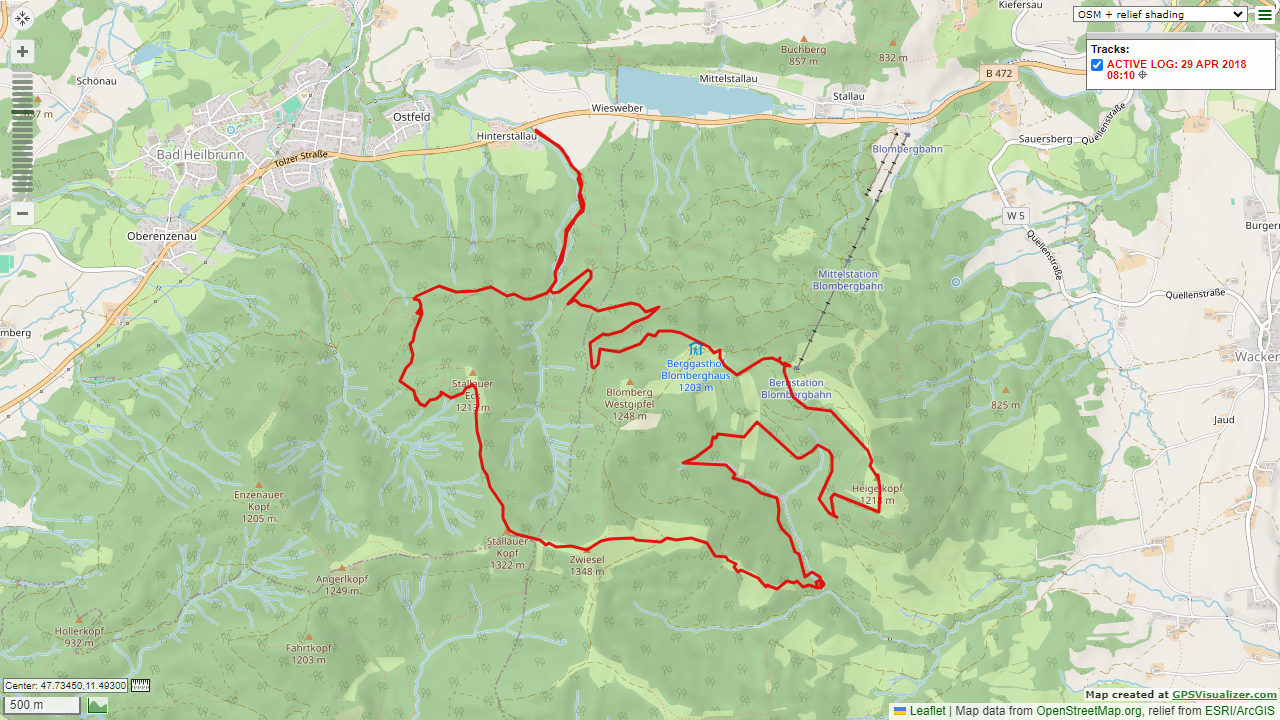 Kiefersau
OSM + relief shading
Tracks:
ACTIVE LOG: 29 APR 2018
08:10
Buchberg
857 m
832 m
B 472
Mittelstallau
Schönau
Stallau
Wiesweber
Ostfeld
Hinterstallau
Sauersberg
Quellenstraße
Bad Heilbrunn
Tölzer Straße
Blombergbahn
W 5
Burgern
Oberenzenau
Quellenstraße
Mittelstation
Blombergbahn
Quellenstraße
mberg
Wacker
Berggasthof
Blomberghaus
1203 m
Stallauer
Eck
1213 m
Bergstation
Blombergbahn
Blomberg
Westgipfel
1248 m
825 m
Jaud
Enzenauer
Kopf
1205 m
Heigelkopf
Stallauer
Kopf
1322 m
Zwiesel
1348 m
Angerlkopf
1249 m
Hollerkopf
932 m
Fahrtkopf
1203 m
Center: 47.73450,11.49300
500 m
Map created at GPSVisualizer.com
Leaflet | Map data from OpenStreetMap.org, relief from ESRI/ArcGIS